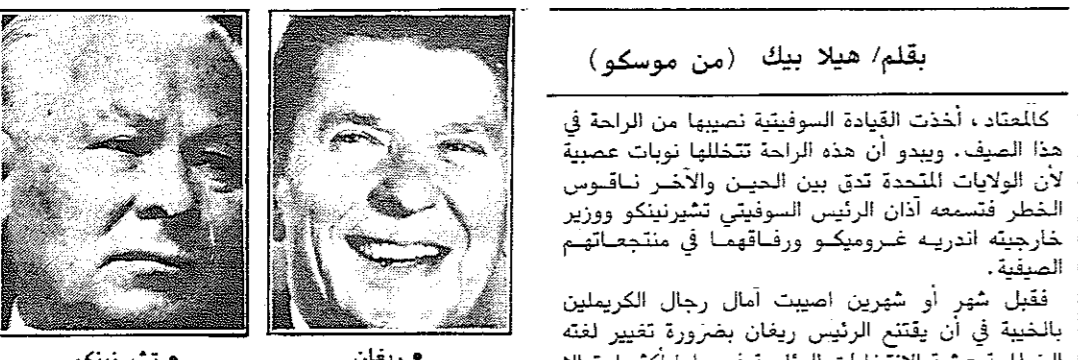 بقلم/ هيلا بيك (من موسكو)
كالمعتاد، أخذت القيادة السوفيتية نصيبها من الراحة في
هذا الصيف. ويبدو أن هذه الراحة تتخللها نوبات عصبية
لأن الولايات المتحدة تدق بين الحين والآخر ناقوس
الخطر فتسمعه آذان الرئيس السوفيتي تشيرنينكو ووزير
خارجيته اندريه غروميكو ورفاقهما في منتجعاتهم
الصيفية.
فقبل شهر أو شهرين اصيبت آمال رجال الكريملين
بالخيبة في أن يقتنع الرئيس ريغان بضرورة تغيير لغته
• ريغان
• تشيرنينكو